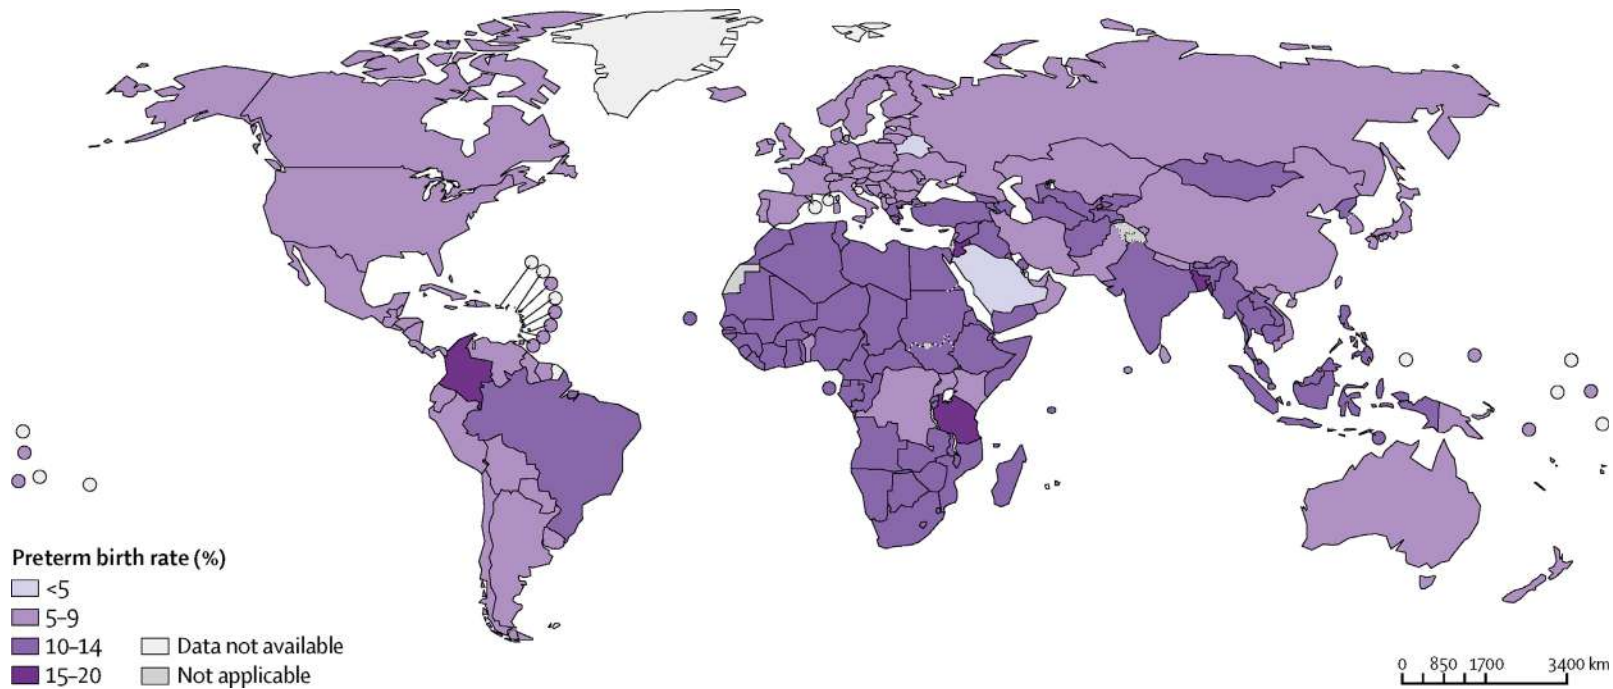 Preterm birth rate (%)
<5
5–9
10–14 Data not available
15–20 Not applicable
0 850 1700 3400 km